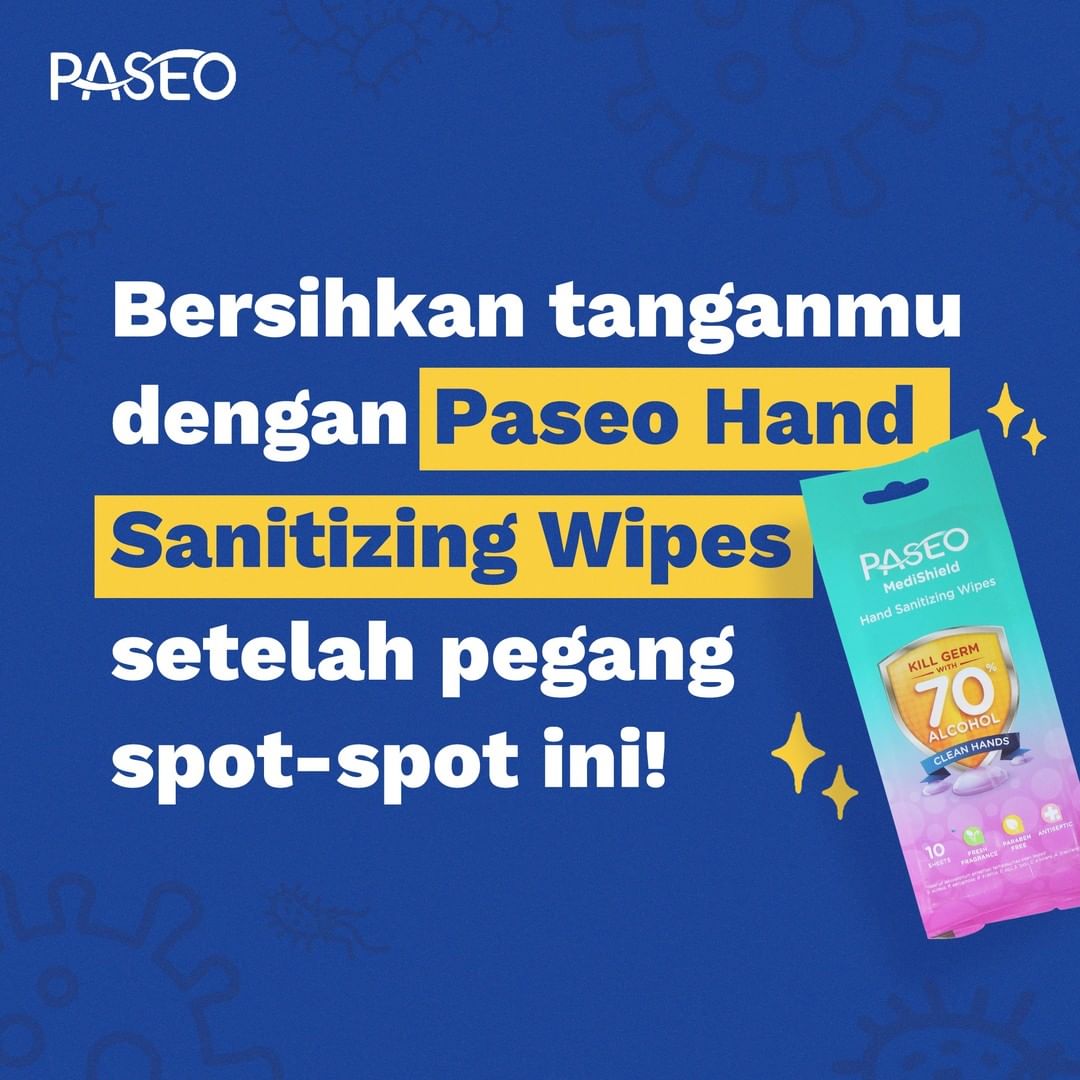 PASEO
Bersihkan tanganmu
dengan Paseo Hand
Sanitizing Wipes
setelah pegang
spot-spot ini!
PASEO
MediShield
Hand Sanitizing Wipes
KILL GERM
WITH
70%
ALCOHOL
CLEAN HANDS
10
SHEETS
FRESH
FRAGRANCE
PARABEN
FREE
ANTISEPTIC